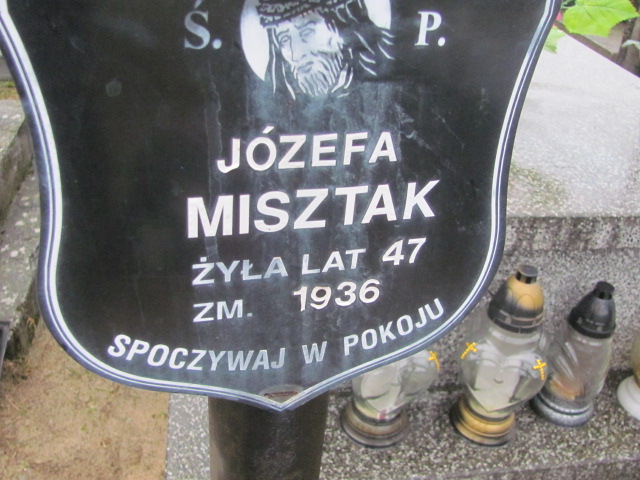 Ś. P.
JÓZEFA
MISZTAK
ŻYŁA LAT 47
ZM. 1936
SPOCZYWAJ W POKOJU